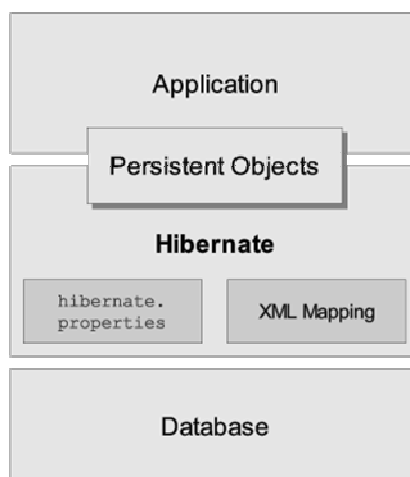 Application
Persistent Objects
Hibernate
hibernate.
properties
XML Mapping
Database